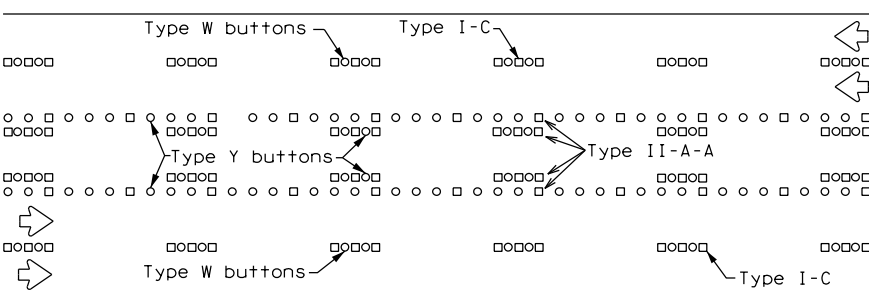 Type W buttons
Type I-C
Type Y buttons
Type II-A-A
Type W buttons
Type I-C